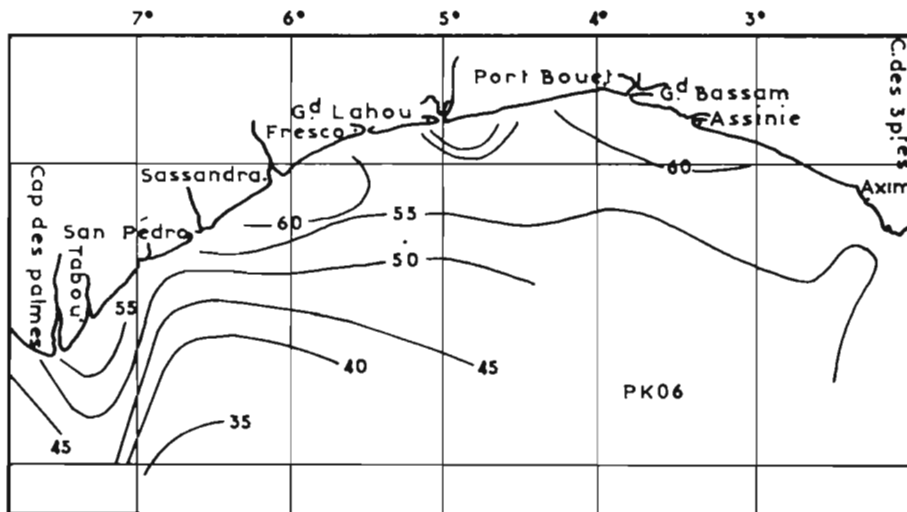 7° 6° 5° 4° 3°
C. des 3 p.tes
Port Bouet
Gd Bassam
Gd Lahou
Assinie
Fresco
Sassandra
60
Axim
Cap des palmes
60
55
San Pédro
Tabou
50
55
45
40
PK06
35
45